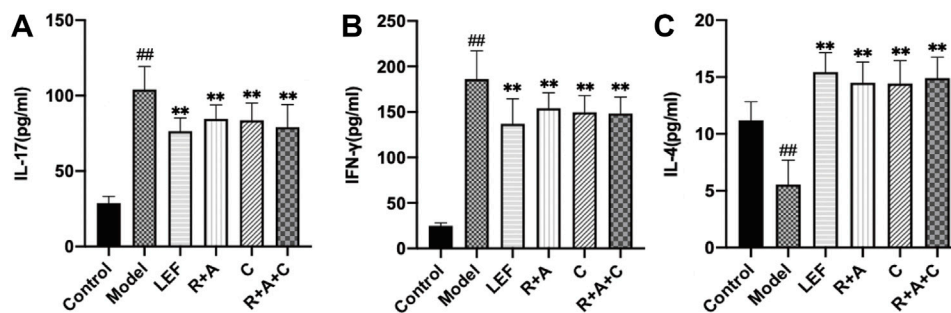 A
IL-17(pg/ml)
150
100
50
0
##
**
**
**
**
Control
Model
LEF
R+A
C
R+A+C
B
IFN-γ(pg/ml)
250
200
150
100
50
0
##
**
**
**
**
Control
Model
LEF
R+A
C
R+A+C
C
IL-4(pg/ml)
20
15
10
5
0
##
**
**
**
**
Control
Model
LEF
R+A
C
R+A+C